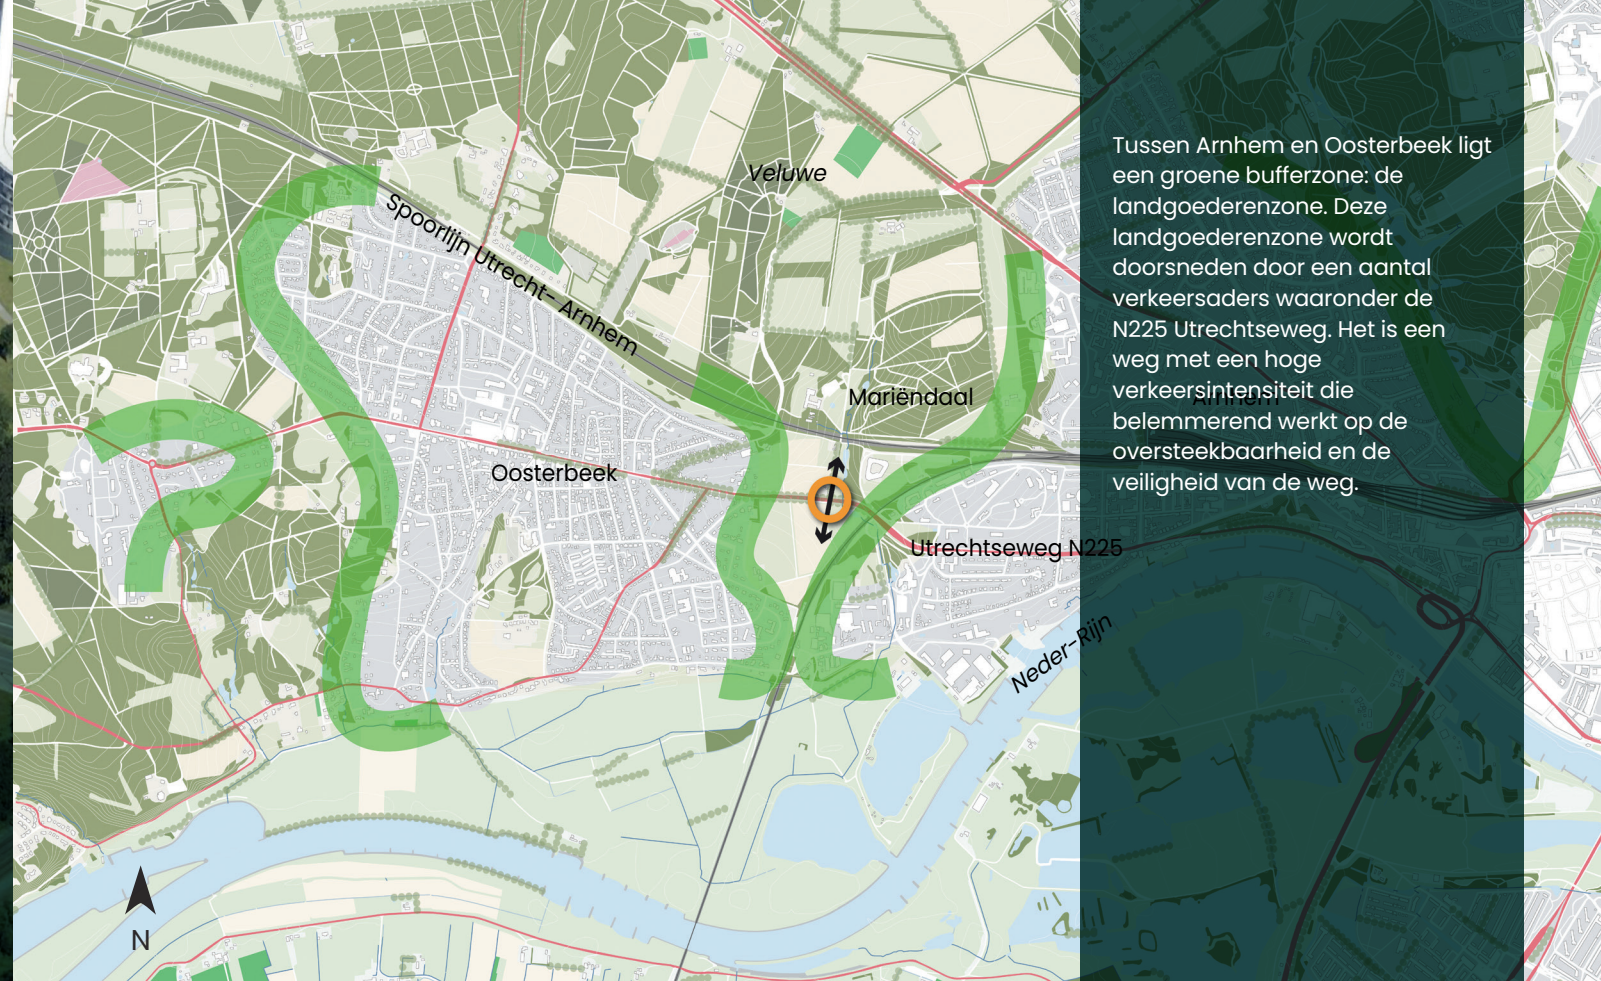 Veluwe
Spoorlijn Utrecht-Arnhem
Mariëndaal
Oosterbeek
Utrechtseweg N225
Neder-Rijn
N
Tussen Arnhem en Oosterbeek ligt
een groene bufferzone: de
landgoederenzone. Deze
landgoederenzone wordt
doorsneden door een aantal
verkeersaders waaronder de
N225 Utrechtseweg. Het is een
weg met een hoge
verkeersintensiteit die
belemmerend werkt op de
oversteekbaarheid en de
veiligheid van de weg.
Arnhem